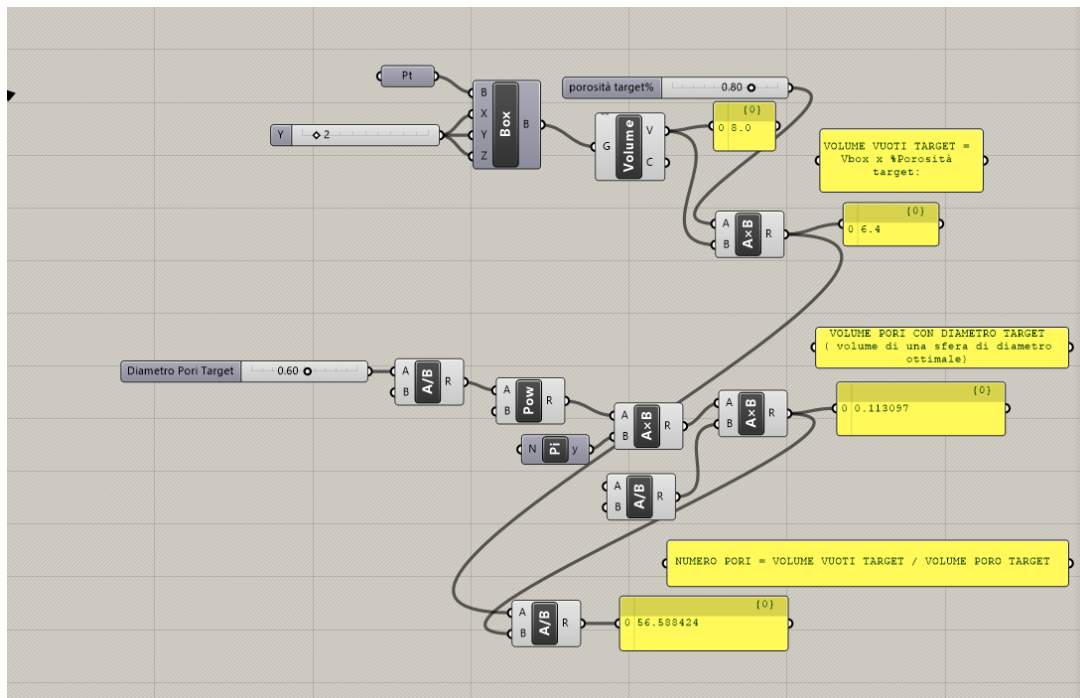 Pt
B
X
Y
Z
Box
B
Y
2
porosità target%
0.80
G
Volume
V
C
{0}
0 8.0
VOLUME VUOTI TARGET =
Vbox x %Porosità
target:
A
B
A×B
R
{0}
0 6.4
VOLUME PORI CON DIAMETRO TARGET
( volume di una sfera di diametro
ottimale)
Diametro Pori Target
0.60
A
B
A/B
R
A
B
Pow
R
N
Pi
y
A
B
A×B
R
A
B
A×B
R
{0}
0 0.113097
A
B
A/B
R
NUMERO PORI = VOLUME VUOTI TARGET / VOLUME PORO TARGET
A
B
A/B
R
{0}
0 56.588424